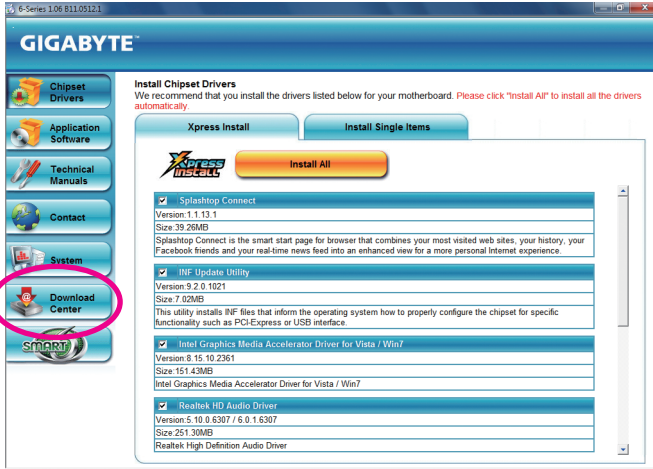 6-Series 1.06 B11.0512.1
GIGABYTE™
Chipset
Drivers
Application
Software
Technical
Manuals
Contact
System
Download
Center
SMART
Install Chipset Drivers
We recommend that you install the drivers listed below for your motherboard. Please click "Install All" to install all the drivers
automatically.
Xpress Install
Install Single Items
Xpress
Install
Install All
Splashtop Connect
Version:1.1.13.1
Size:39.26MB
Splashtop Connect is the smart start page for browser that combines your most visited web sites, your history, your
Facebook friends and your real-time news feed into an enhanced view for a more personal Internet experience.
INF Update Utility
Version:9.2.0.1021
Size:7.02MB
This utility installs INF files that inform the operating system how to properly configure the chipset for specific
functionality such as PCI-Express or USB interface.
Intel Graphics Media Accelerator Driver for Vista / Win7
Version:8.15.10.2361
Size:151.43MB
Intel Graphics Media Accelerator Driver for Vista / Win7
Realtek HD Audio Driver
Version:5.10.0.6307 / 6.0.1.6307
Size:251.30MB
Realtek High Definition Audio Driver